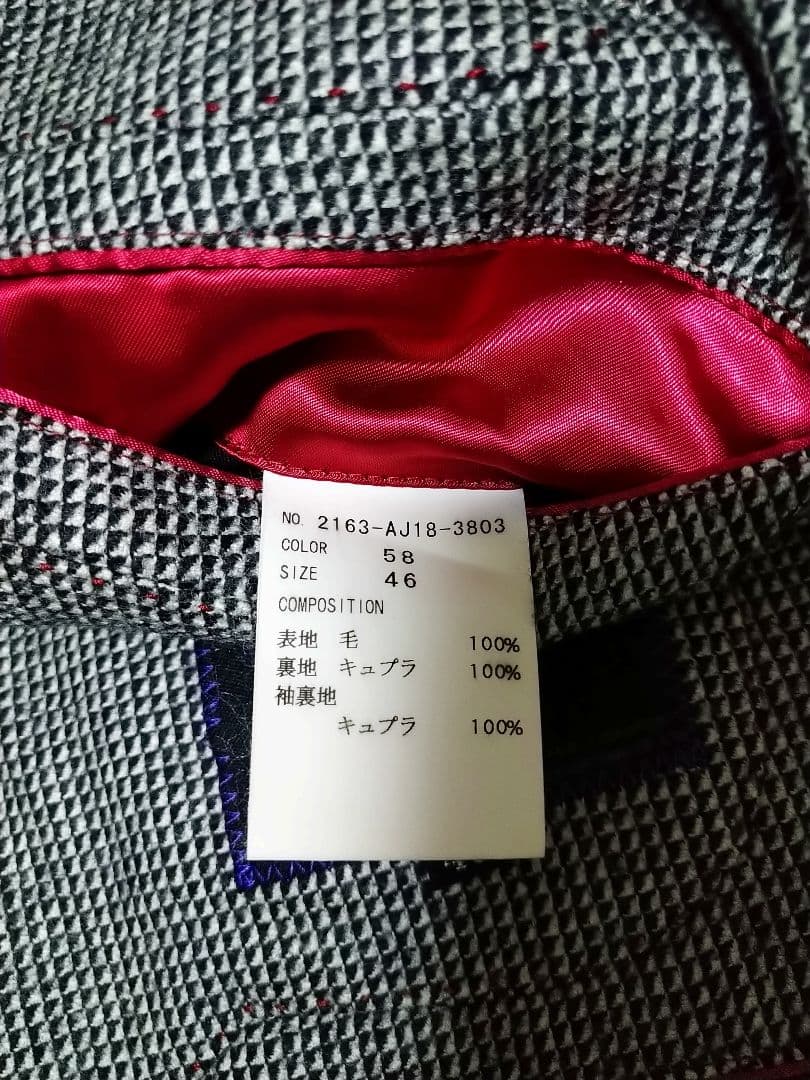 NO. 2163-AJ18-3803
COLOR 58
SIZE 46
COMPOSITION
表地 毛 100%
裏地 キュプラ 100%
袖裏地
キュプラ 100%